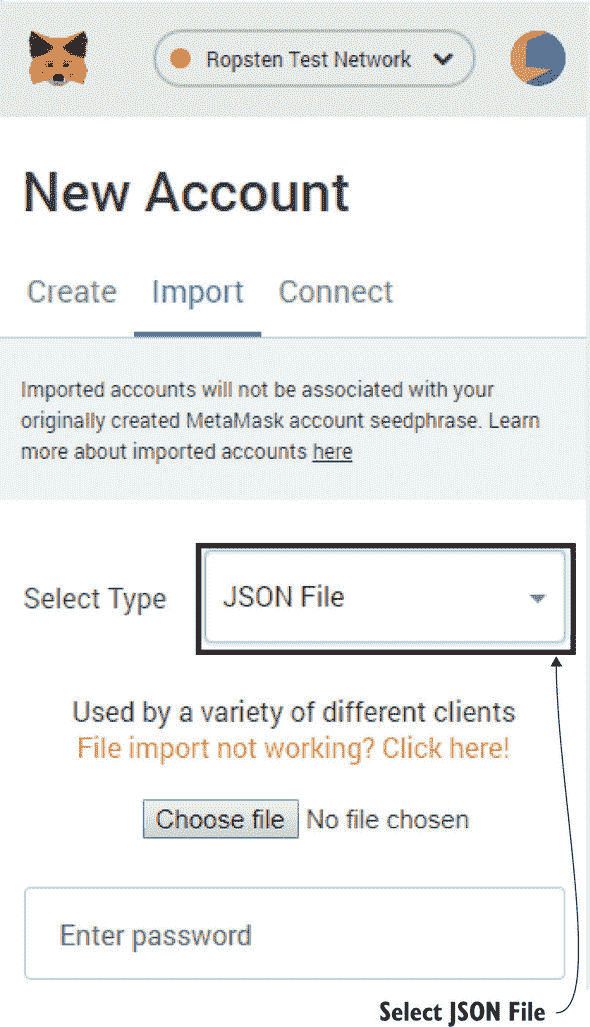 Ropsten Test Network
New Account
Create Import Connect
Imported accounts will not be associated with your
originally created MetaMask account seedphrase. Learn
more about imported accounts here
Select Type JSON File
Used by a variety of different clients
File import not working? Click here!
Choose file No file chosen
Enter password
Select JSON File